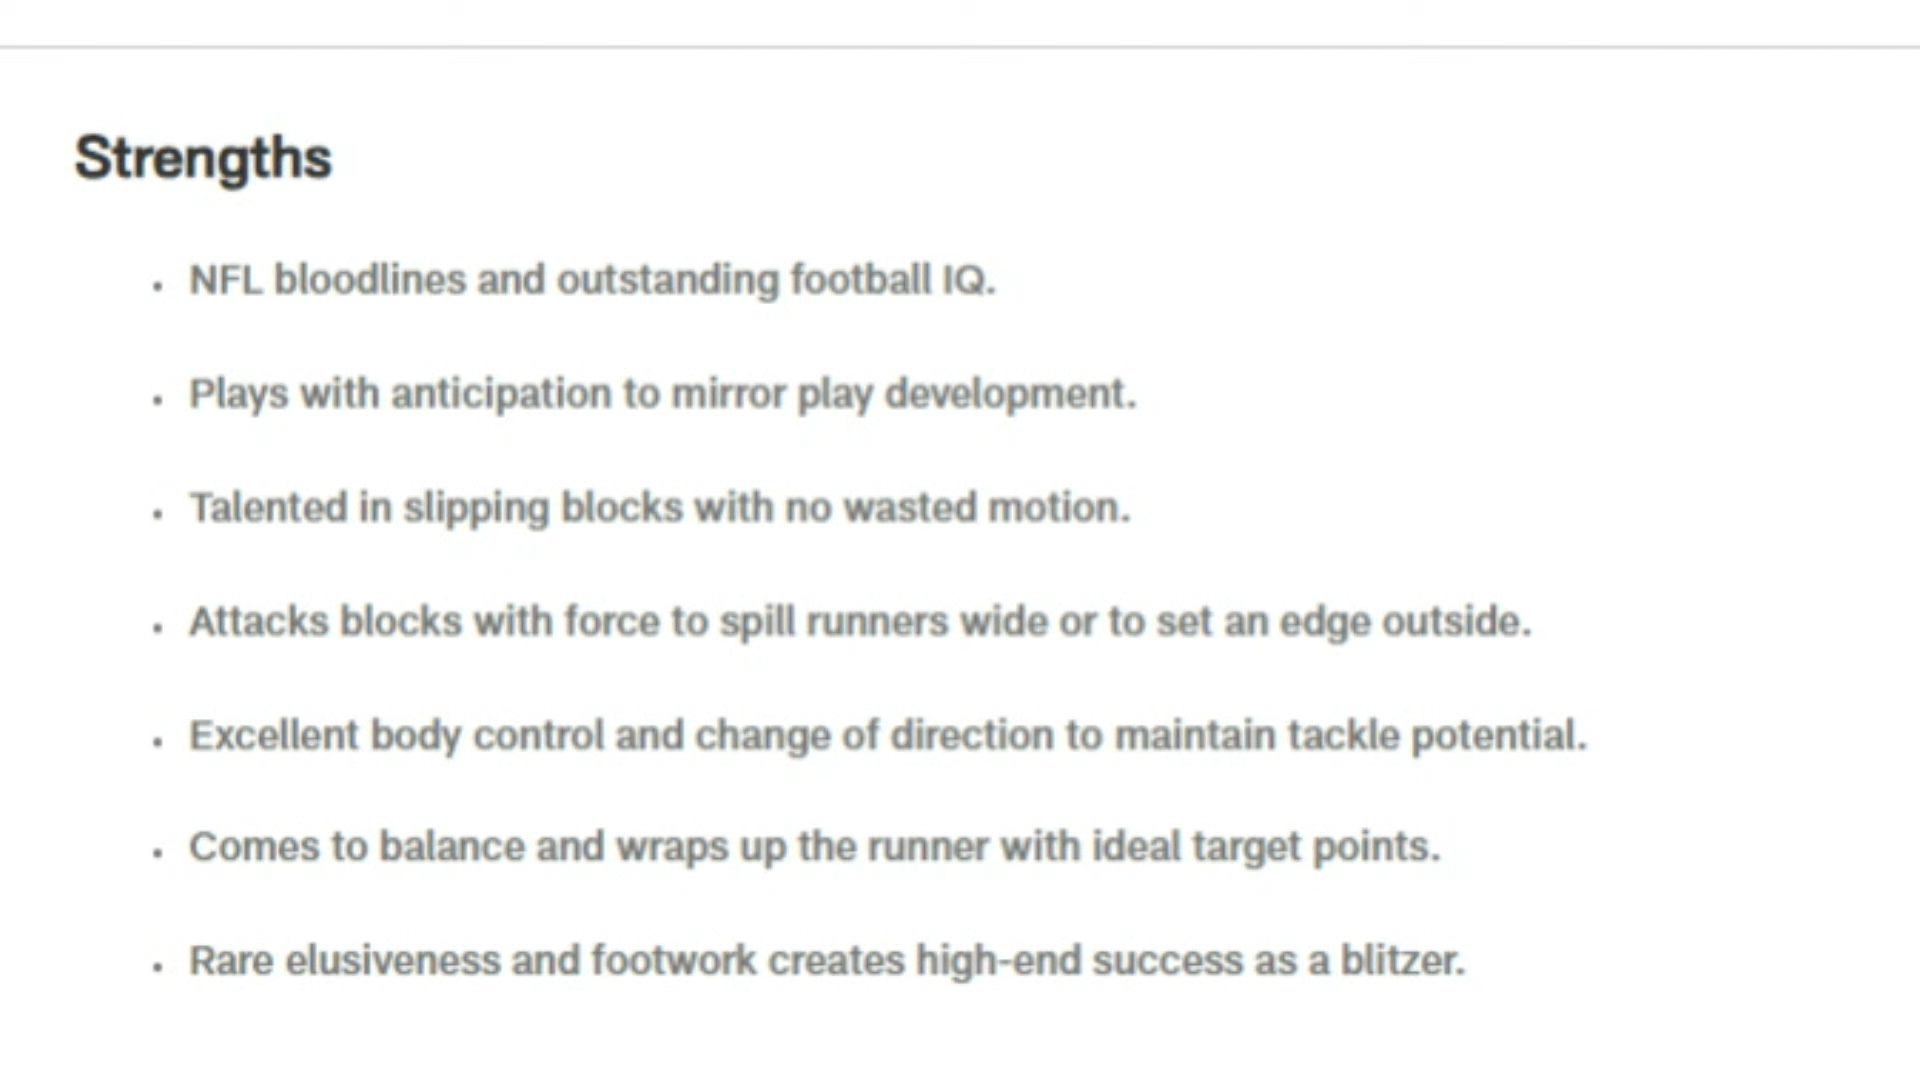 Strengths
• NFL bloodlines and outstanding football IQ.
• Plays with anticipation to mirror play development.
• Talented in slipping blocks with no wasted motion.
• Attacks blocks with force to spill runners wide or to set an edge outside.
• Excellent body control and change of direction to maintain tackle potential.
• Comes to balance and wraps up the runner with ideal target points.
• Rare elusiveness and footwork creates high-end success as a blitzer.